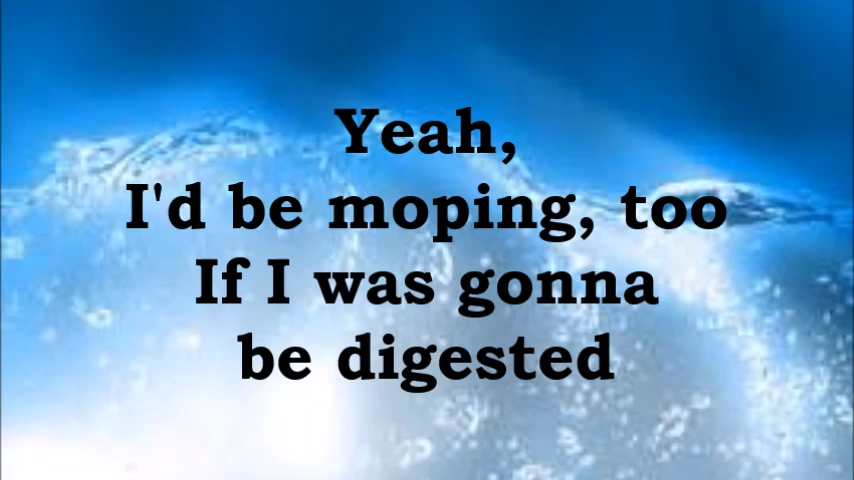 Yeah,
I'd be moping, too
If I was gonna
be digested